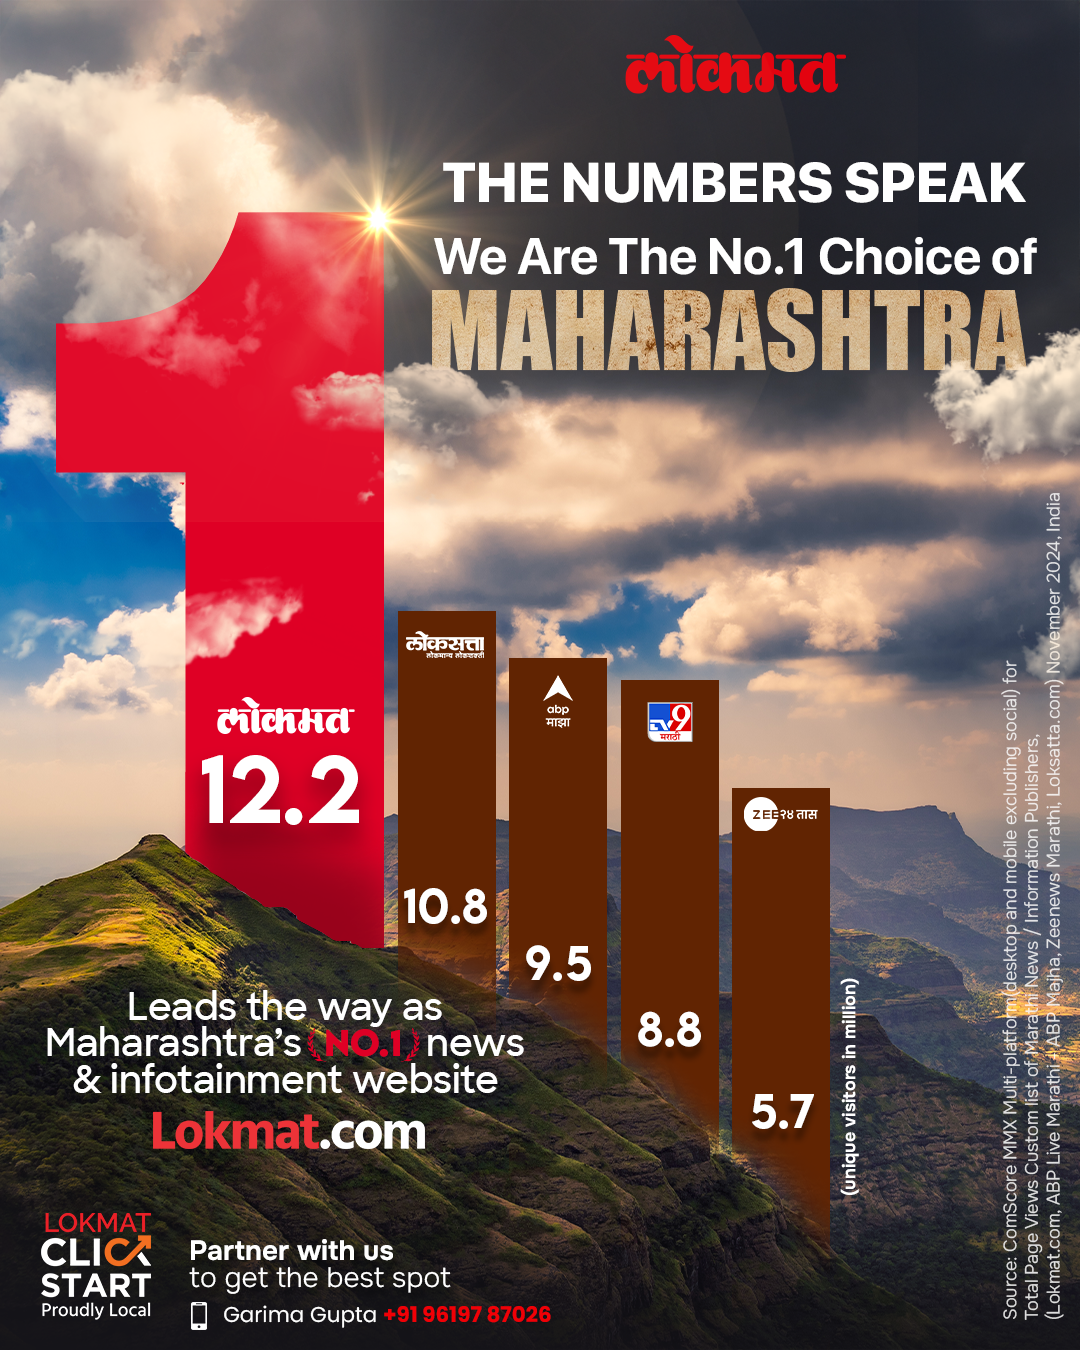 लोकमत
THE NUMBERS SPEAK
We Are The No.1 Choice of
MAHARASHTRA
लोकमत
12.2
लोकसत्ता
लोकमान्य लोकशक्ती
10.8
abp
माझा
9.5
TV9
मराठी
8.8
ZEE २४ तास
5.7
(unique visitors in million)
Leads the way as
Maharashtra's NO.1 news
& infotainment website
Lokmat.com
LOKMAT
CLICK
START
Proudly Local
Partner with us
to get the best spot
Garima Gupta +91 96197 87026
Source: ComScore MMX Multi-platform(desktop and mobile excluding social) for
Total Page Views Custom list of Marathi News / Information Publishers,
(Lokmat.com, ABP Live Marathi + ABP Majha, Zeenews Marathi, Loksatta.com) November 2024, India